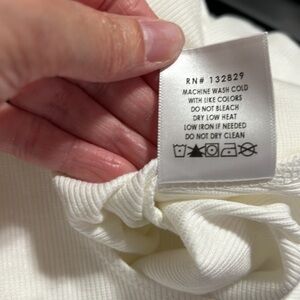 RN# 132829
MACHINE WASH COLD
WITH LIKE COLORS
DO NOT BLEACH
DRY LOW HEAT
LOW IRON IF NEEDED
DO NOT DRY CLEAN